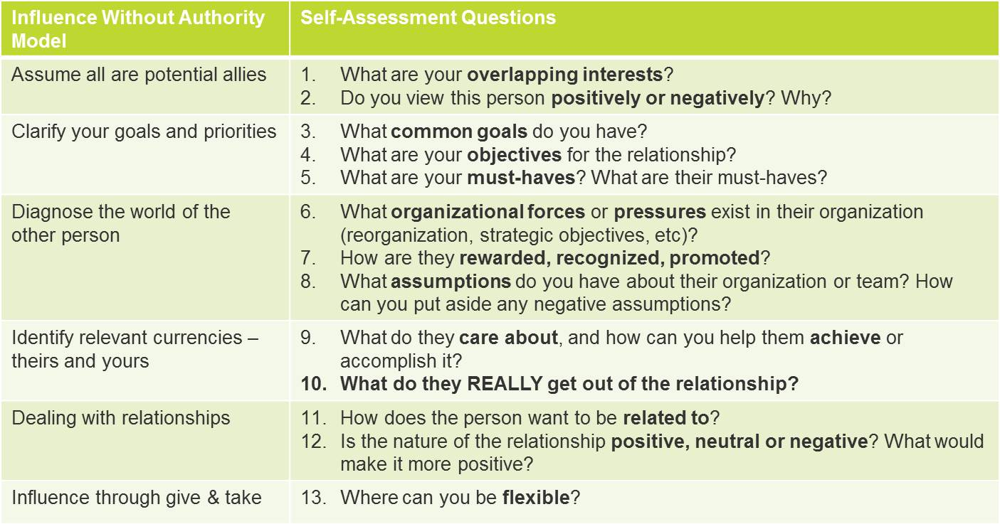 Influence Without Authority Model
Self-Assessment Questions
Assume all are potential allies
1. What are your overlapping interests?
2. Do you view this person positively or negatively? Why?
Clarify your goals and priorities
3. What common goals do you have?
4. What are your objectives for the relationship?
5. What are your must-haves? What are their must-haves?
Diagnose the world of the
other person
6. What organizational forces or pressures exist in their organization
(reorganization, strategic objectives, etc)?
7. How are they rewarded, recognized, promoted?
8. What assumptions do you have about their organization or team? How
can you put aside any negative assumptions?
Identify relevant currencies –
theirs and yours
9. What do they care about, and how can you help them achieve or
accomplish it?
10. What do they REALLY get out of the relationship?
Dealing with relationships
11. How does the person want to be related to?
12. Is the nature of the relationship positive, neutral or negative? What would
make it more positive?
Influence through give & take
13. Where can you be flexible?